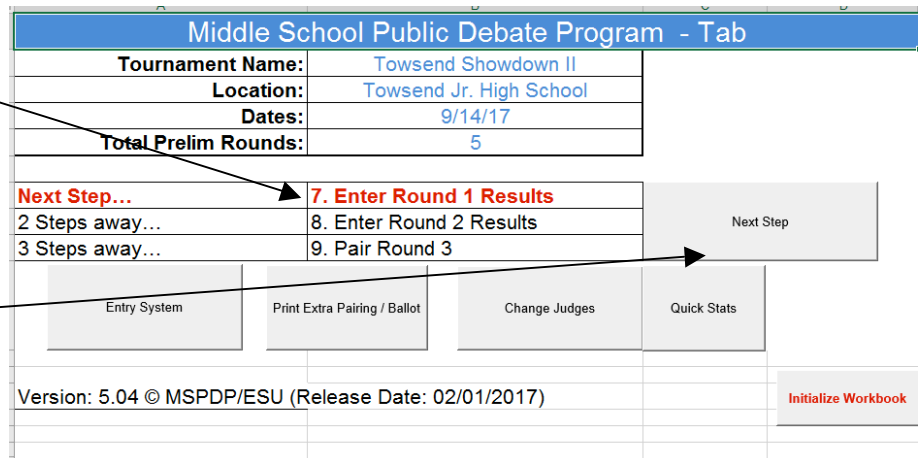 Middle School Public Debate Program - Tab
Tournament Name: Towsend Showdown II
Location: Towsend Jr. High School
Dates: 9/14/17
Total Prelim Rounds: 5
Next Step... 7. Enter Round 1 Results
2 Steps away... 8. Enter Round 2 Results
3 Steps away... 9. Pair Round 3
Next Step
Entry System Print Extra Pairing / Ballot Change Judges Quick Stats
Version: 5.04 © MSPDP/ESU (Release Date: 02/01/2017)
Initialize Workbook